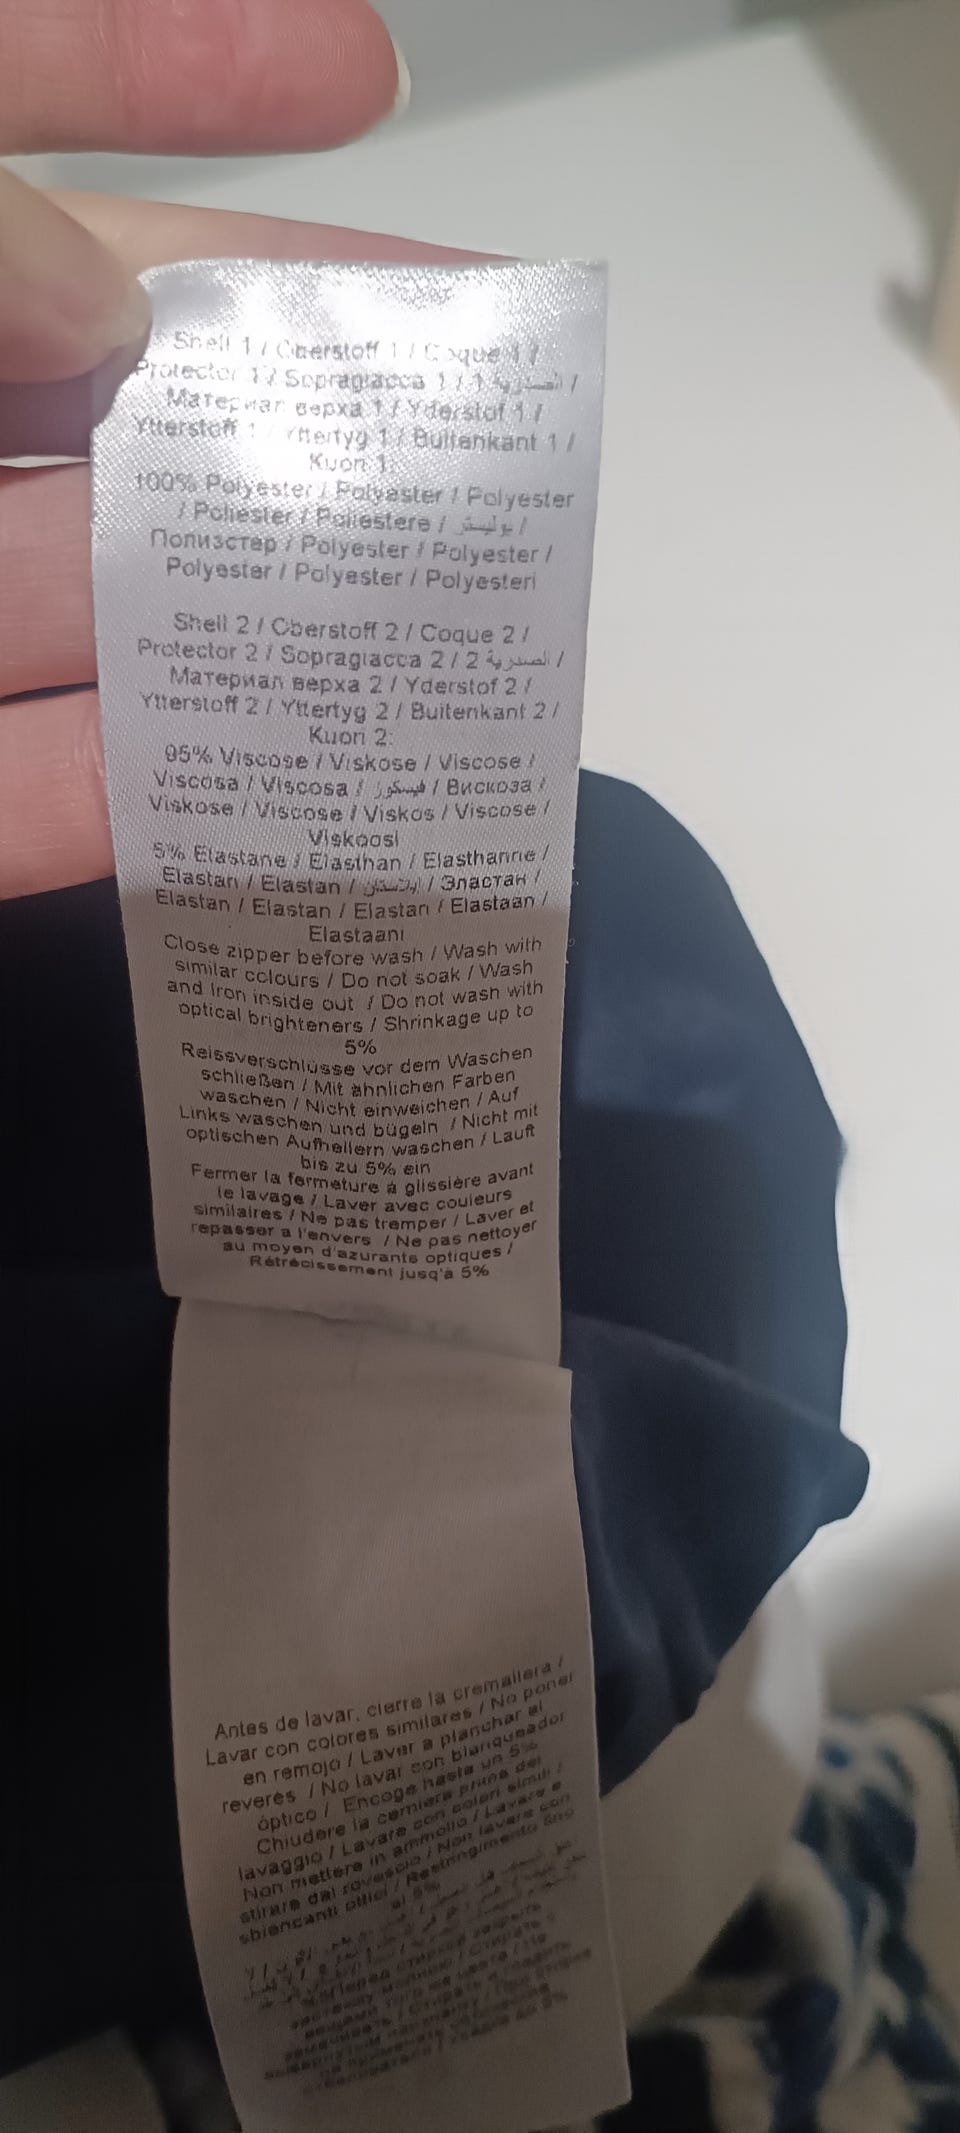 Shell 1 / Oberstoff 1 / Coque 1 /
Protector 1 / Sopragiacca 1 / 1 الصدرية /
Материал верха 1 / Yderstof 1 /
Ytterstoff 1 / Yttertyg 1 / Buitenkant 1 /
Kuori 1:
100% Polyester / Polyester / Polyester
/ Poliester / Poliestere / بوليستر /
Полиэстер / Polyester / Polyester /
Polyester / Polyester / Polyesteri
Shell 2 / Oberstoff 2 / Coque 2 /
Protector 2 / Sopragiacca 2 / 2 الصدرية /
Материал верха 2 / Yderstof 2 /
Ytterstoff 2 / Yttertyg 2 / Buitenkant 2 /
Kuori 2:
95% Viscose / Viskose / Viscose /
Viscosa / Viscosa / فيسكوز / Вискоза /
Viskose / Viscose / Viskos / Viscose /
Viskoosi
5% Elastane / Elasthan / Elasthanne /
Elastan / Elastan / إيلاستان / Эластан /
Elastan / Elastan / Elastan / Elastaan /
Elastaani
Close zipper before wash / Wash with
similar colours / Do not soak / Wash
and Iron inside out / Do not wash with
optical brighteners / Shrinkage up to
5%
Reissverschlüsse vor dem Waschen
schließen / Mit ähnlichen Farben
waschen / Nicht einweichen / Auf
Links waschen und bügeln / Nicht mit
optischen Aufhellern waschen / Läuft
bis zu 5% ein
Fermer la fermeture à glissière avant
le lavage / Laver avec couleurs
similaires / Ne pas tremper / Laver et
repasser a l'envers / Ne pas nettoyer
au moyen d'azurants optiques /
Rétrécissement jusq'à 5%
Antes de lavar, cierre la cremallera /
Lavar con colores similares / No poner
en remojo / Lavar a planchar al
reverés / No lavar con blanqueador
óptico / Encoge hasta un 5%
Chiudere la cerniera prima del
lavaggio / Lavare con colori simili /
Non mettere in ammollo / Lavare e
stirare dal rovescio / Non lavare con
sbiancanti ottici / Restringimento fino
al 5%